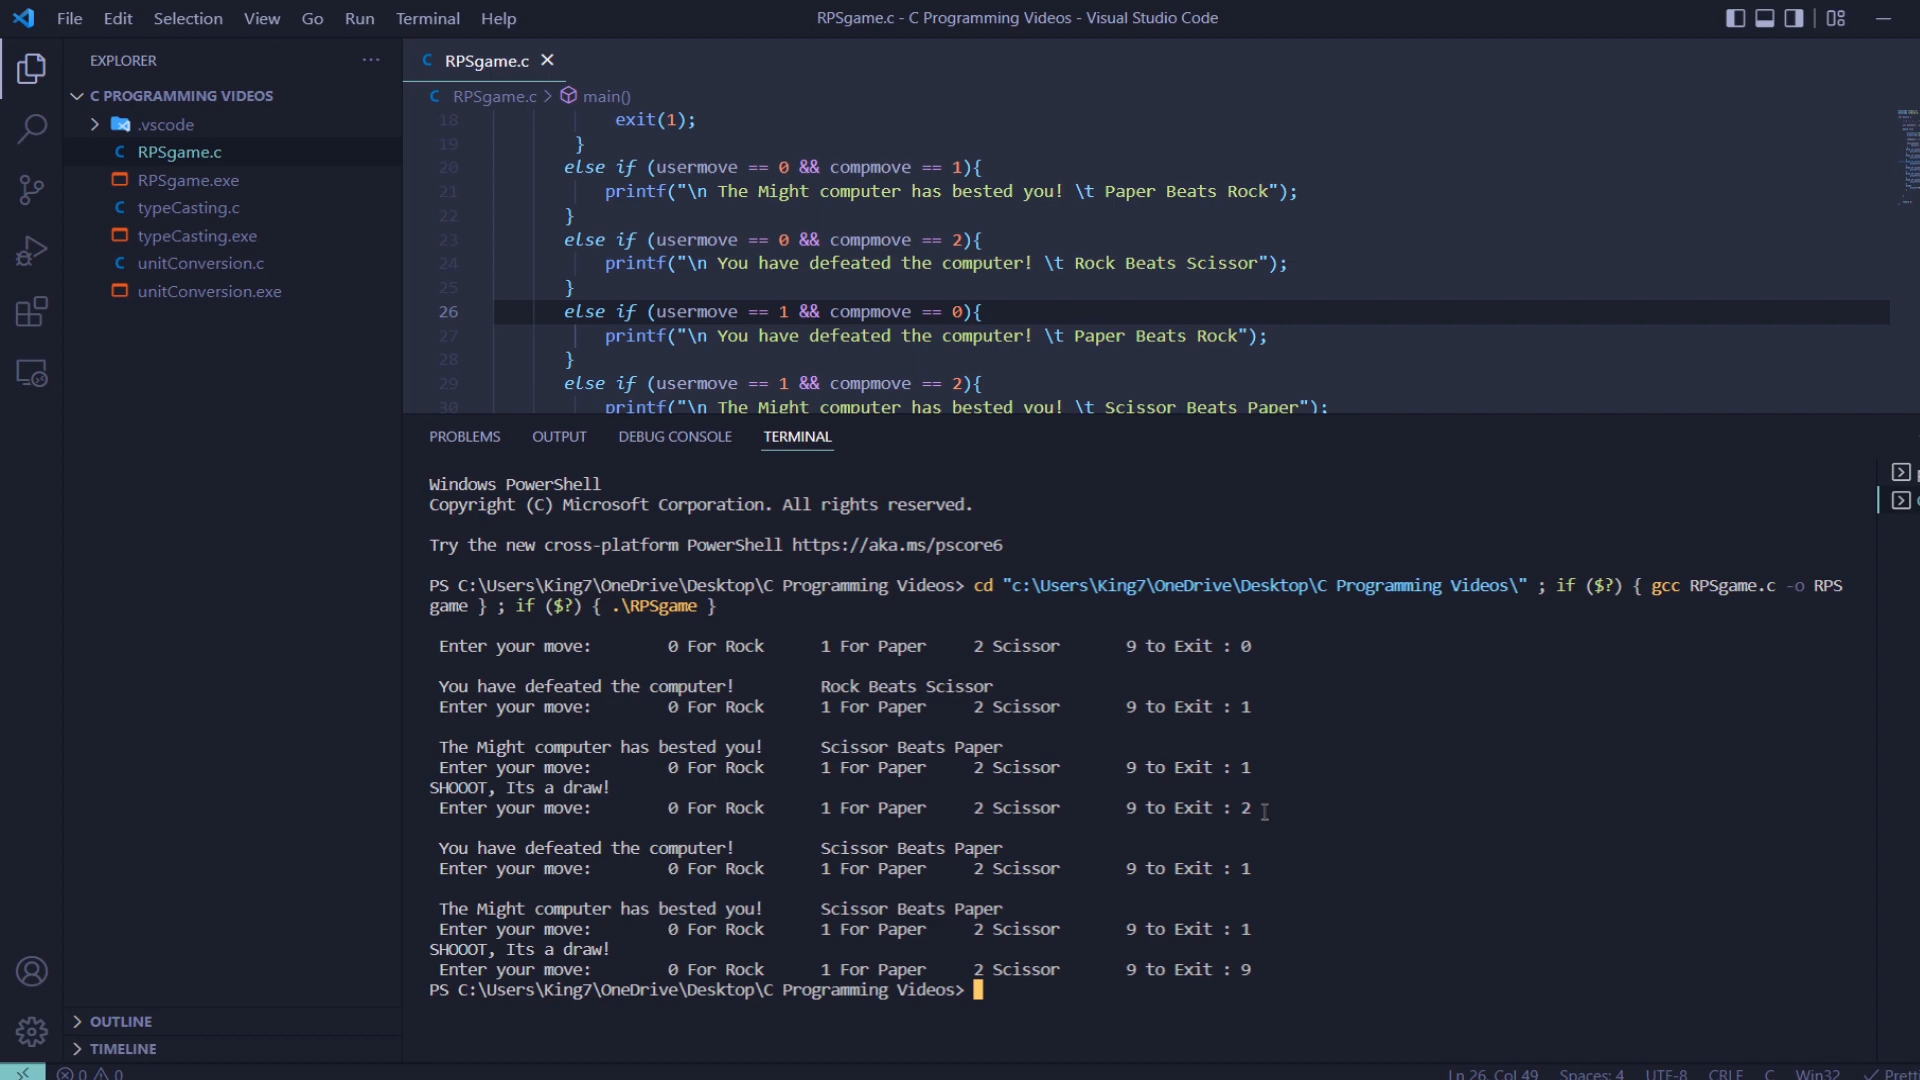 File Edit Selection View Go Run Terminal Help
RPSgame.c - C Programming Videos - Visual Studio Code
EXPLORER
C PROGRAMMING VIDEOS
.vscode
RPSgame.c
RPSgame.exe
typeCasting.c
typeCasting.exe
unitConversion.c
unitConversion.exe
OUTLINE
TIMELINE
C RPSgame.c
C RPSgame.c > main()
18 exit(1);
19 }
20 else if (usermove == 0 && compmove == 1){
21 printf("\n The Might computer has bested you! \t Paper Beats Rock");
22 }
23 else if (usermove == 0 && compmove == 2){
24 printf("\n You have defeated the computer! \t Rock Beats Scissor");
25 }
26 else if (usermove == 1 && compmove == 0){
27 printf("\n You have defeated the computer! \t Paper Beats Rock");
28 }
29 else if (usermove == 1 && compmove == 2){
30 printf("\n The Might computer has bested you! \t Scissor Beats Paper");
PROBLEMS OUTPUT DEBUG CONSOLE TERMINAL
Windows PowerShell
Copyright (C) Microsoft Corporation. All rights reserved.
Try the new cross-platform PowerShell https://aka.ms/pscore6
PS C:\Users\King7\OneDrive\Desktop\C Programming Videos> cd "c:\Users\King7\OneDrive\Desktop\C Programming Videos\" ; if ($?) { gcc RPSgame.c -o RPS
game } ; if ($?) { .\RPSgame }
Enter your move: 0 For Rock 1 For Paper 2 Scissor 9 to Exit : 0
You have defeated the computer! Rock Beats Scissor
Enter your move: 0 For Rock 1 For Paper 2 Scissor 9 to Exit : 1
The Might computer has bested you! Scissor Beats Paper
Enter your move: 0 For Rock 1 For Paper 2 Scissor 9 to Exit : 1
SHOOOT, Its a draw!
Enter your move: 0 For Rock 1 For Paper 2 Scissor 9 to Exit : 2
You have defeated the computer! Scissor Beats Paper
Enter your move: 0 For Rock 1 For Paper 2 Scissor 9 to Exit : 1
The Might computer has bested you! Scissor Beats Paper
Enter your move: 0 For Rock 1 For Paper 2 Scissor 9 to Exit : 1
SHOOOT, Its a draw!
Enter your move: 0 For Rock 1 For Paper 2 Scissor 9 to Exit : 9
PS C:\Users\King7\OneDrive\Desktop\C Programming Videos>
0 0 Ln 26, Col 49 Spaces: 4 UTF-8 CRLF C Win32